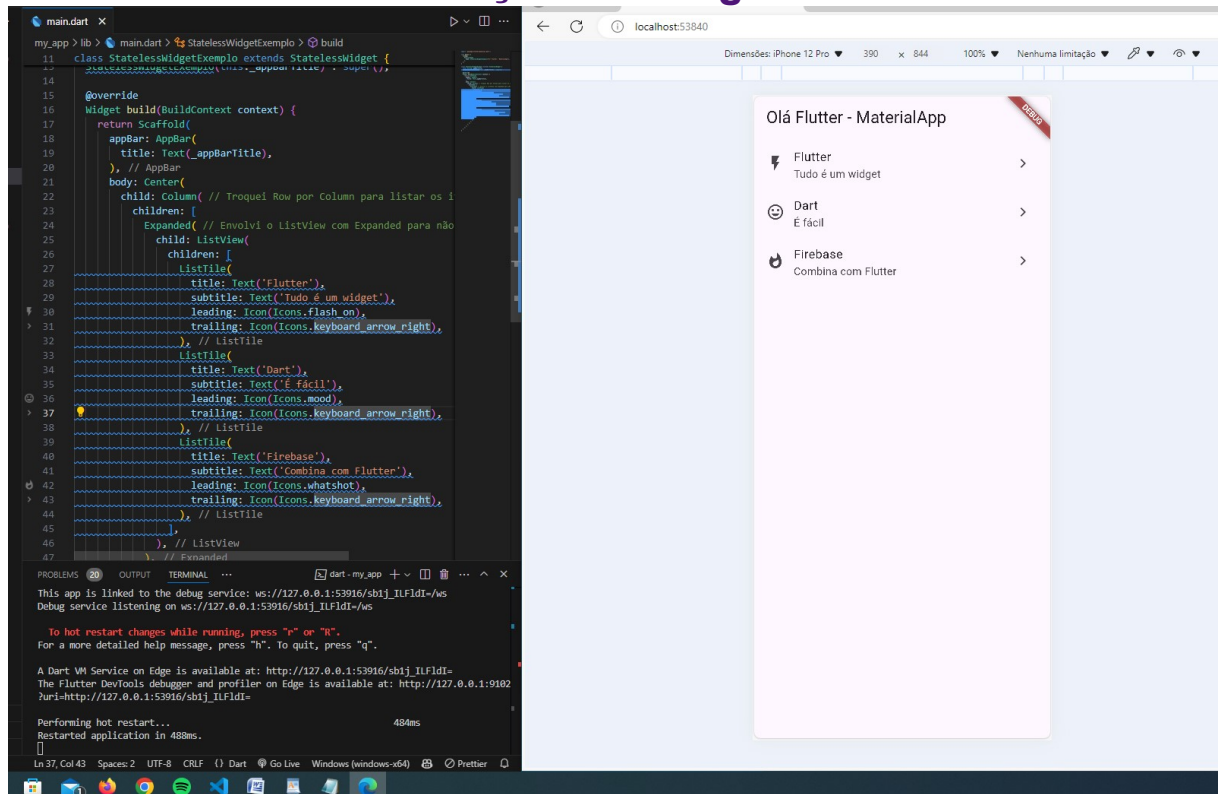 main.dart
my_app > lib > main.dart > StatelessWidgetExemplo > build
11 class StatelessWidgetExemplo extends StatelessWidget {
13 StatelessWidgetExemplo(this._appBarTitle) : super();
14
15 @override
16 Widget build(BuildContext context) {
17 return Scaffold(
18 appBar: AppBar(
19 title: Text(_appBarTitle),
20 ), // AppBar
21 body: Center(
22 child: Column( // Troquei Row por Column para listar os i
23 children: [
24 Expanded( // Envolvi o ListView com Expanded para não
25 child: ListView(
26 children: [
27 ListTile(
28 title: Text('Flutter'),
29 subtitle: Text('Tudo é um widget'),
30 leading: Icon(Icons.flash_on),
31 trailing: Icon(Icons.keyboard_arrow_right),
32 ), // ListTile
33 ListTile(
34 title: Text('Dart'),
35 subtitle: Text('É fácil'),
36 leading: Icon(Icons.mood),
37 trailing: Icon(Icons.keyboard_arrow_right),
38 ), // ListTile
39 ListTile(
40 title: Text('Firebase'),
41 subtitle: Text('Combina com Flutter'),
42 leading: Icon(Icons.whatshot),
43 trailing: Icon(Icons.keyboard_arrow_right),
44 ), // ListTile
45 ],
46 ), // ListView
47 ), // Expanded
PROBLEMS 20 OUTPUT TERMINAL ... dart - my_app
This app is linked to the debug service: ws://127.0.0.1:53916/sb1j_ILFldI=/ws
Debug service listening on ws://127.0.0.1:53916/sb1j_ILFldI=/ws
To hot restart changes while running, press "r" or "R".
For a more detailed help message, press "h". To quit, press "q".
A Dart VM Service on Edge is available at: http://127.0.0.1:53916/sb1j_ILFldI=
The Flutter DevTools debugger and profiler on Edge is available at: http://127.0.0.1:9102
?uri=http://127.0.0.1:53916/sb1j_ILFldI=
Performing hot restart... 484ms
Restarted application in 488ms.
Ln 37, Col 43 Spaces: 2 UTF-8 CRLF {} Dart Go Live Windows (windows-x64) Prettier
localhost:53840
Dimensões: iPhone 12 Pro 390 x 844 100% Nenhuma limitação
Olá Flutter - MaterialApp
DEBUG
Flutter
Tudo é um widget
Dart
É fácil
Firebase
Combina com Flutter